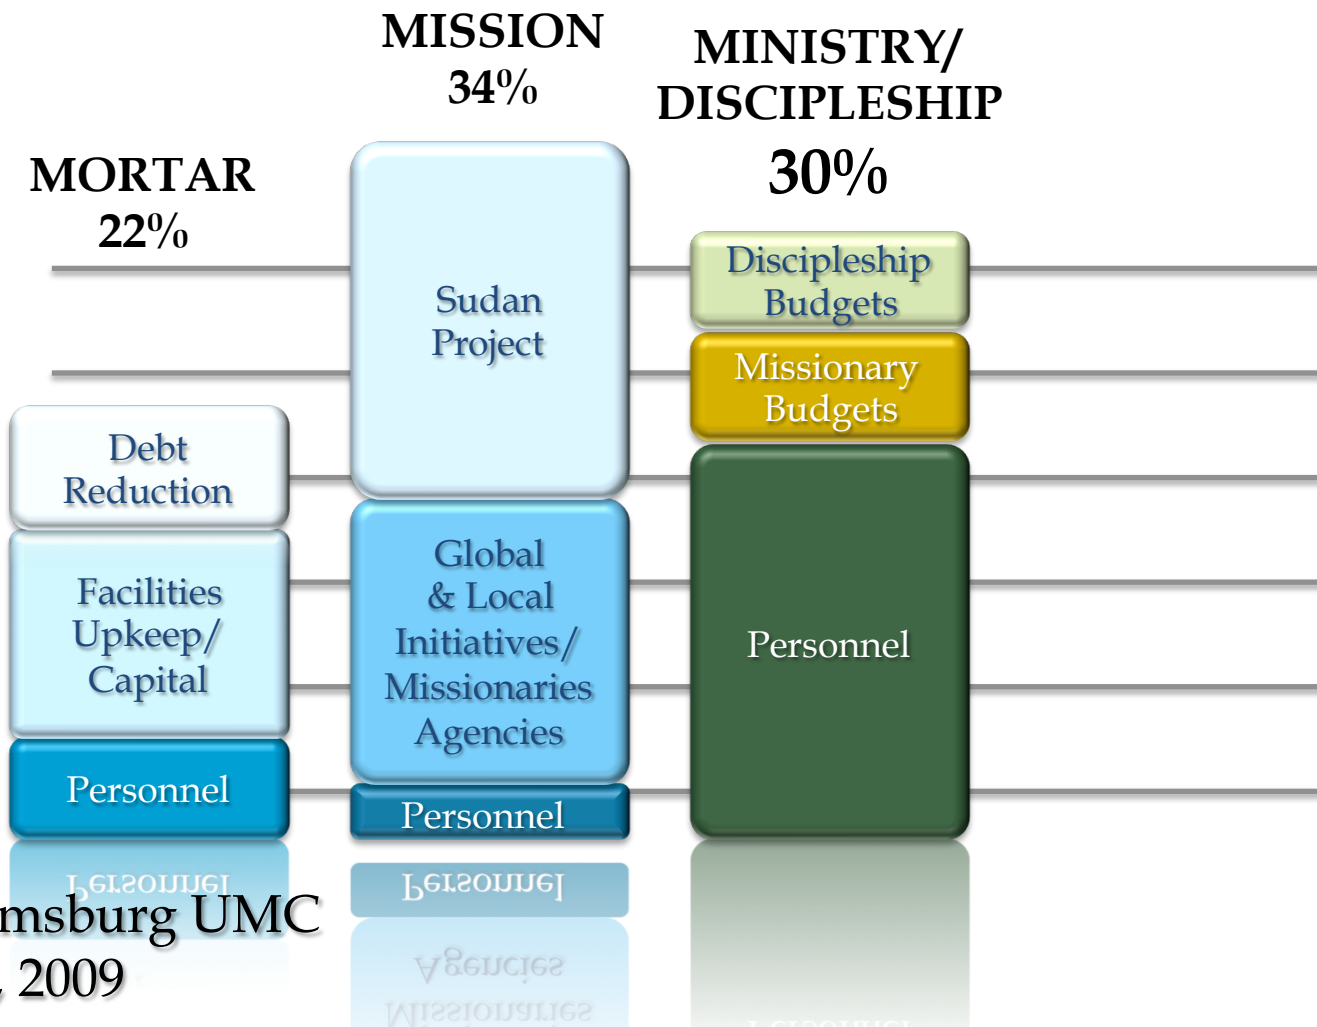 MORTAR
22%
Debt
Reduction
Facilities
Upkeep/
Capital
Personnel
MISSION
34%
Sudan
Project
Global
& Local
Initiatives/
Missionaries
Agencies
Personnel
MINISTRY/
DISCIPLESHIP
30%
Discipleship
Budgets
Missionary
Budgets
Personnel
msburg UMC
, 2009